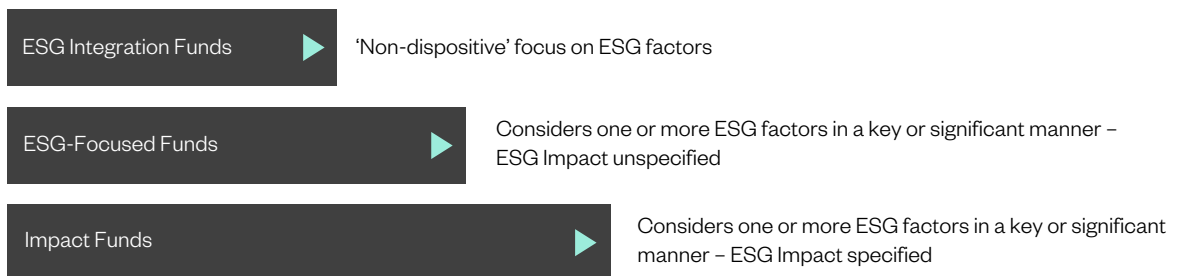 ESG Integration Funds
‘Non-dispositive’ focus on ESG factors
ESG-Focused Funds
Considers one or more ESG factors in a key or significant manner –
ESG Impact unspecified
Impact Funds
Considers one or more ESG factors in a key or significant
manner – ESG Impact specified